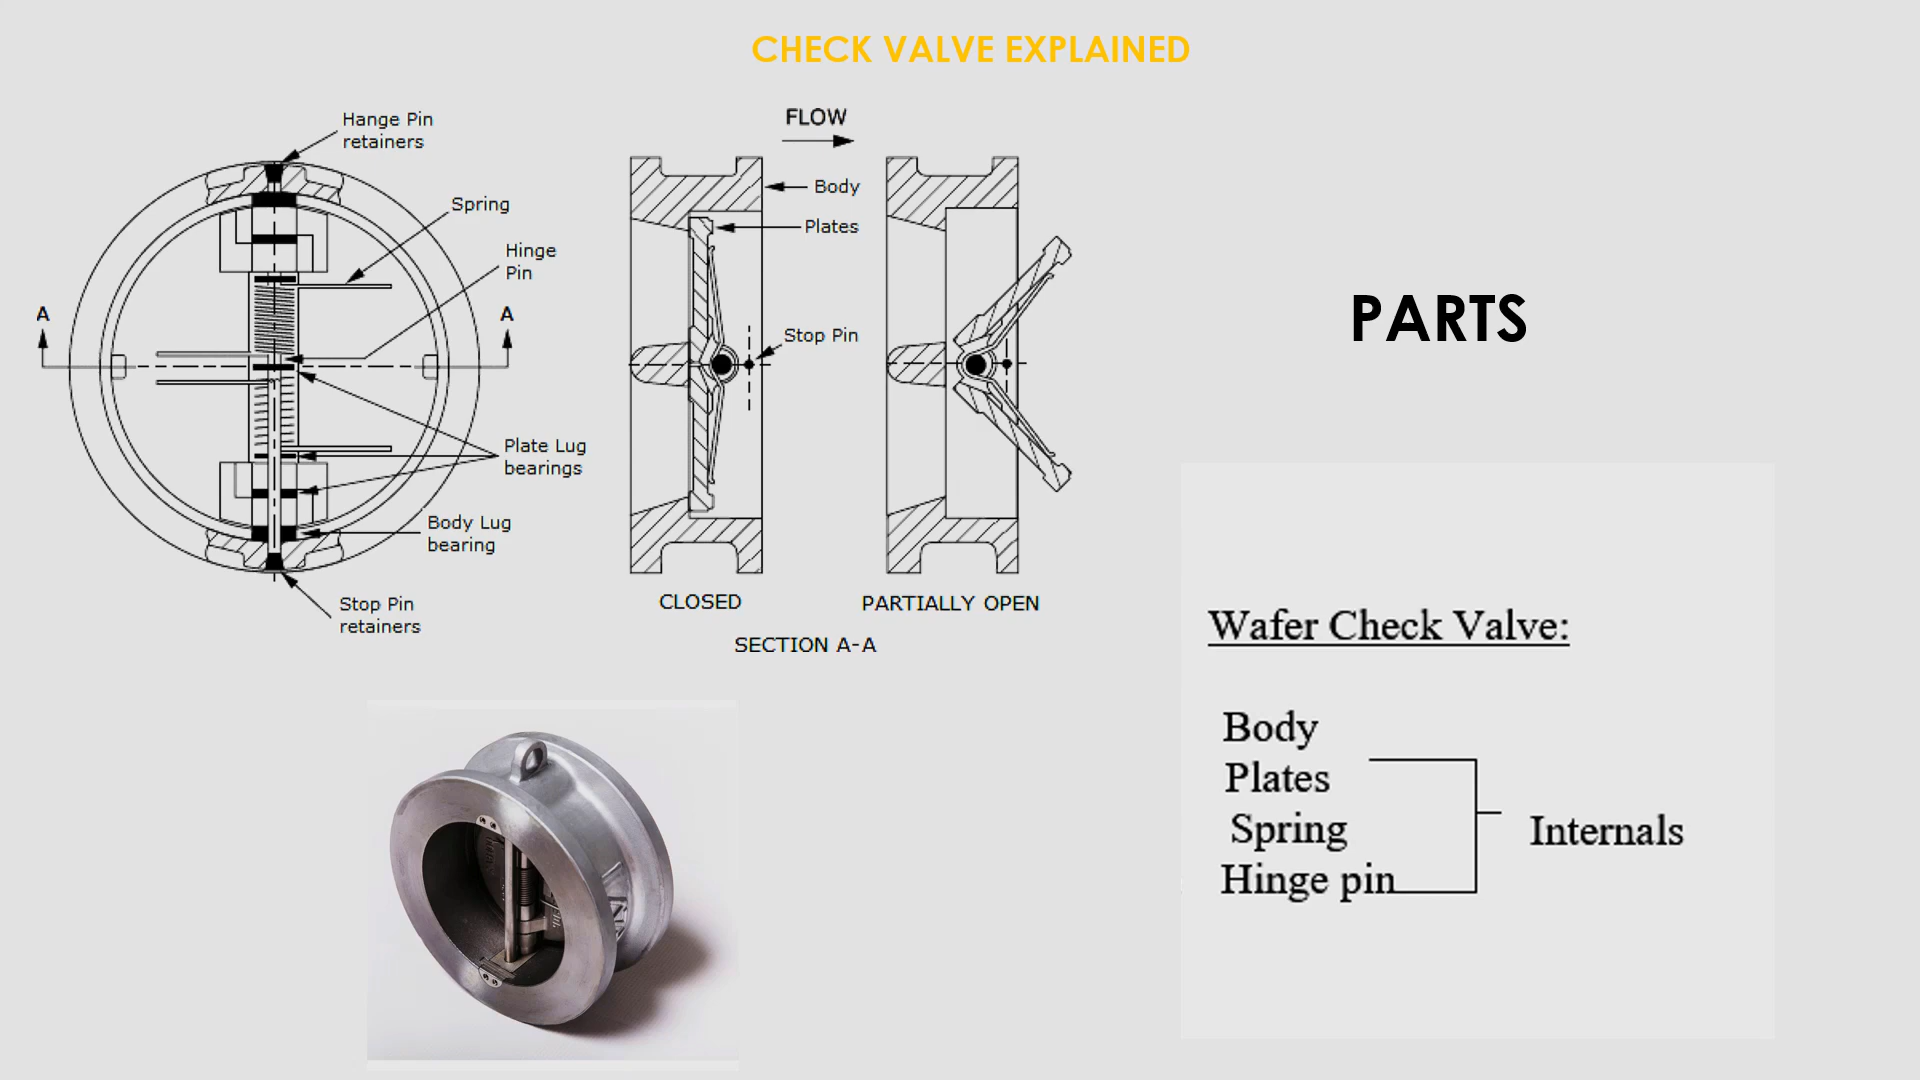 CHECK VALVE EXPLAINED
Hange Pin
retainers
Spring
Hinge
Pin
A
A
Plate Lug
bearings
Body Lug
bearing
Stop Pin
retainers
FLOW
Body
Plates
Stop Pin
CLOSED
PARTIALLY OPEN
SECTION A-A
PARTS
Wafer Check Valve:
Body
Plates
Spring
Hinge pin
Internals